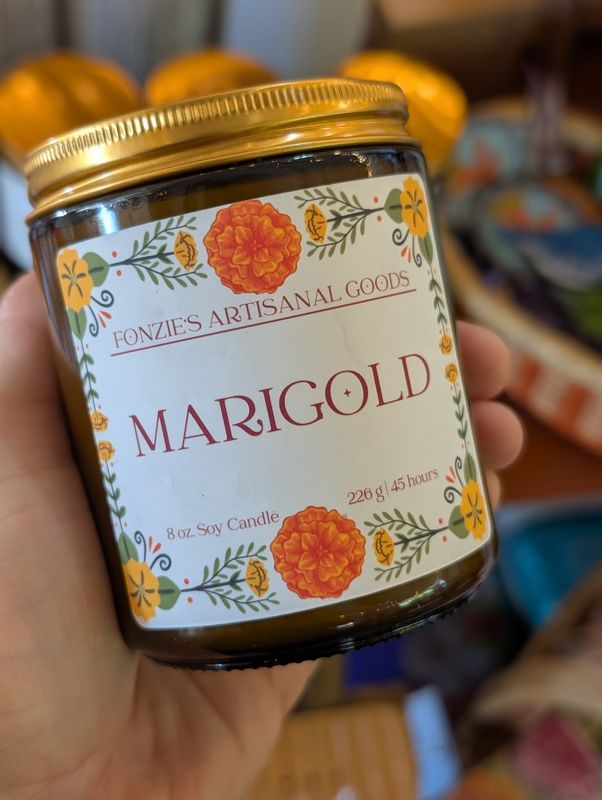 FONZIE'S ARTISANAL GOODS
MARIGOLD
8 oz. Soy Candle
226 g | 45 hours